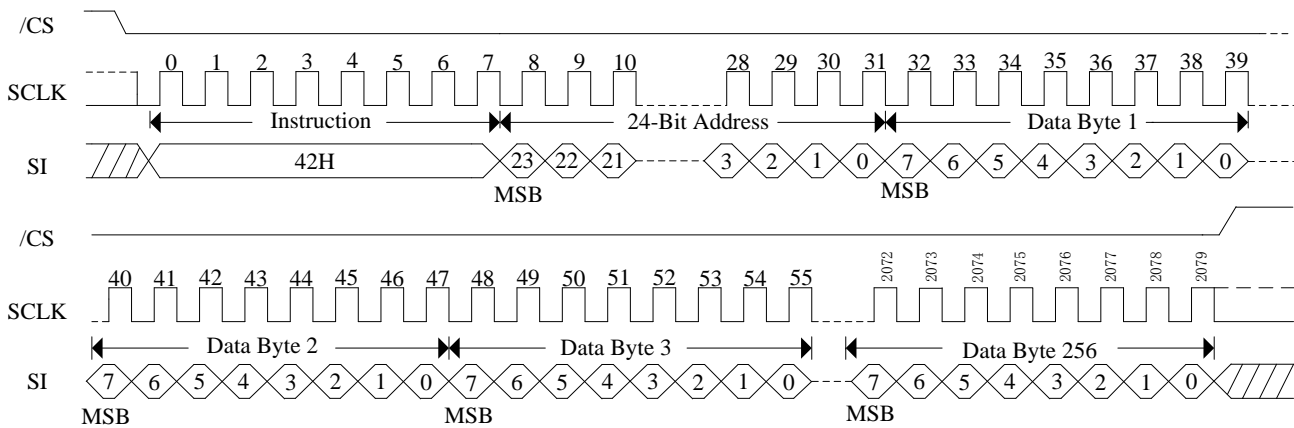 /CS
0 1 2 3 4 5 6 7 8 9 10 28 29 30 31 32 33 34 35 36 37 38 39
SCLK
Instruction 24-Bit Address Data Byte 1
SI 42H 23 22 21 3 2 1 0 7 6 5 4 3 2 1 0
MSB MSB
/CS
40 41 42 43 44 45 46 47 48 49 50 51 52 53 54 55 2072 2073 2074 2075 2076 2077 2078 2079
SCLK
Data Byte 2 Data Byte 3 Data Byte 256
SI 7 6 5 4 3 2 1 0 7 6 5 4 3 2 1 0 7 6 5 4 3 2 1 0
MSB MSB MSB